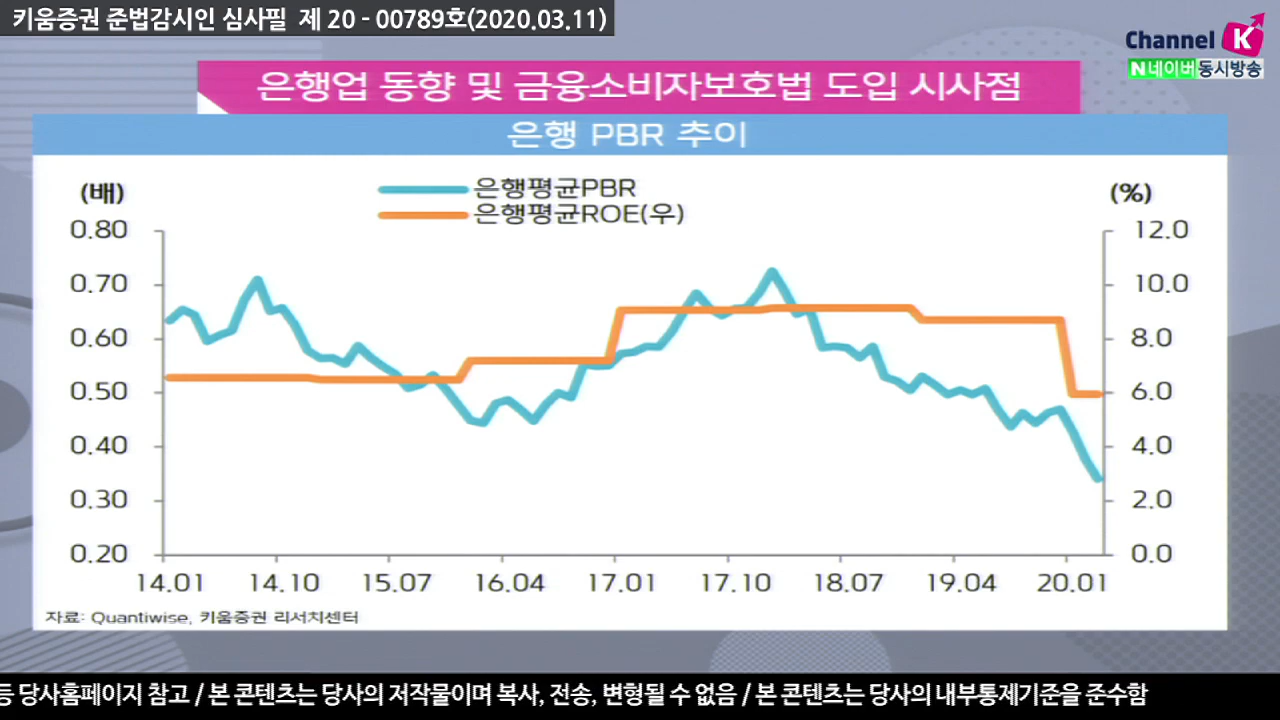 키움증권 준법감시인 심사필 제 20 - 00789호(2020.03.11)
Channel K
N 네이버 동시방송
은행업 동향 및 금융소비자보호법 도입 시사점
은행 PBR 추이
(배)
(%)
은행평균PBR
은행평균ROE(우)
0.80
0.70
0.60
0.50
0.40
0.30
0.20
12.0
10.0
8.0
6.0
4.0
2.0
0.0
14.01 14.10 15.07 16.04 17.01 17.10 18.07 19.04 20.01
자료: Quantiwise, 키움증권 리서치센터
등 당사홈페이지 참고 / 본 콘텐츠는 당사의 저작물이며 복사, 전송, 변형될 수 없음 / 본 콘텐츠는 당사의 내부통제기준을 준수함